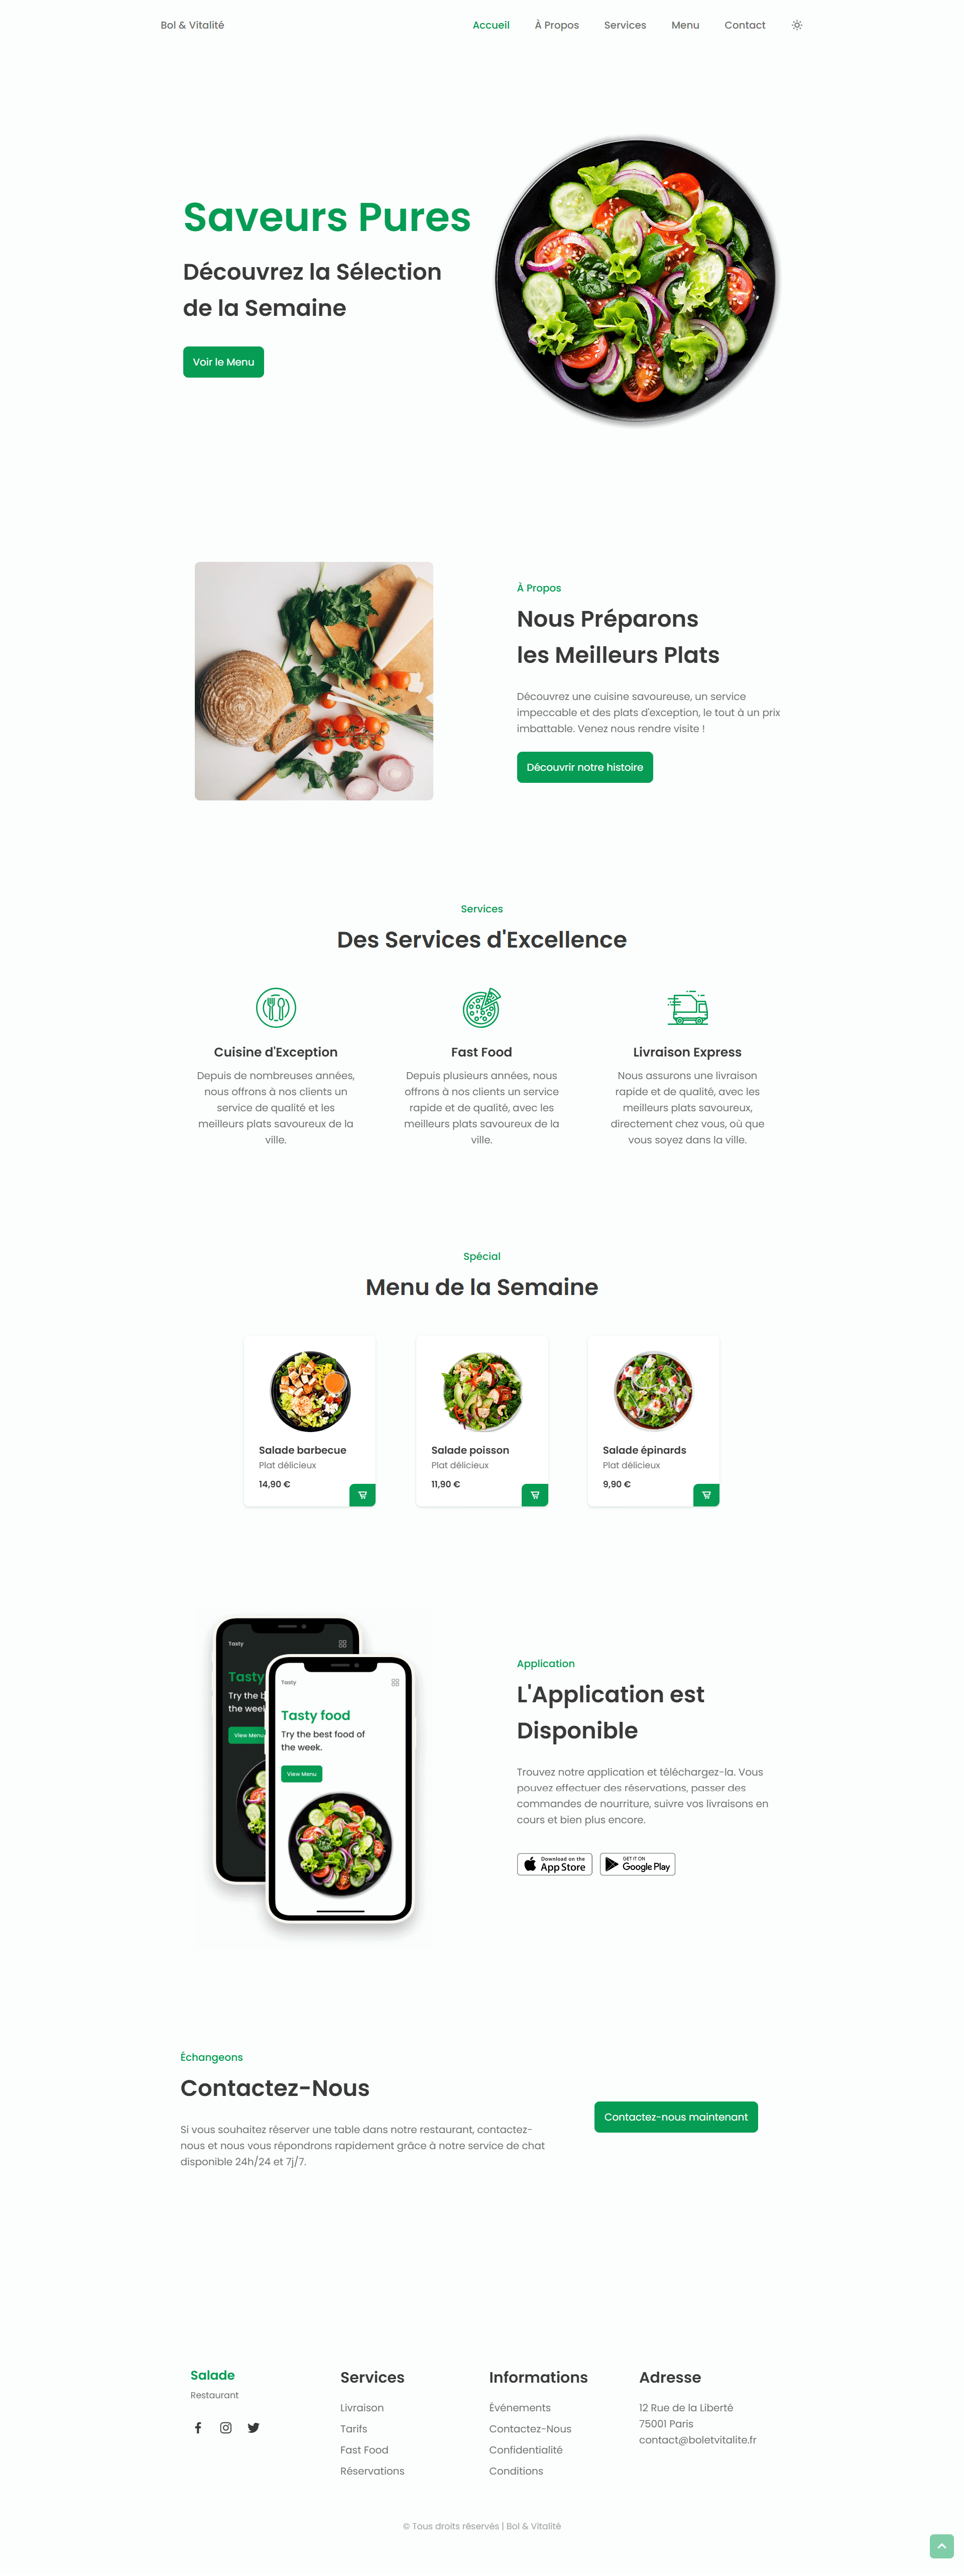 Bol & Vitalité
Accueil
À Propos
Services
Menu
Contact
Saveurs Pures
Découvrez la Sélection
de la Semaine
Voir le Menu
À Propos
Nous Préparons
les Meilleurs Plats
Découvrez une cuisine savoureuse, un service
impeccable et des plats d'exception, le tout à un prix
imbattable. Venez nous rendre visite !
Découvrir notre histoire
Services
Des Services d'Excellence
Cuisine d'Exception
Depuis de nombreuses années,
nous offrons à nos clients un
service de qualité et les
meilleurs plats savoureux de la
ville.
Fast Food
Depuis plusieurs années, nous
offrons à nos clients un service
rapide et de qualité, avec les
meilleurs plats savoureux de la
ville.
Livraison Express
Nous assurons une livraison
rapide et de qualité, avec les
meilleurs plats savoureux,
directement chez vous, où que
vous soyez dans la ville.
Spécial
Menu de la Semaine
Salade barbecue
Plat délicieux
14,90 €
Salade poisson
Plat délicieux
11,90 €
Salade épinards
Plat délicieux
9,90 €
Tasty
Tasty
Try the b
the week
View Menu
Tasty
Tasty food
Try the best food of
the week.
View Menu
Application
L'Application est
Disponible
Trouvez notre application et téléchargez-la. Vous
pouvez effectuer des réservations, passer des
commandes de nourriture, suivre vos livraisons en
cours et bien plus encore.
Download on the
App Store
GET IT ON
Google Play
Échangeons
Contactez-Nous
Si vous souhaitez réserver une table dans notre restaurant, contactez-
nous et nous vous répondrons rapidement grâce à notre service de chat
disponible 24h/24 et 7j/7.
Contactez-nous maintenant
Salade
Restaurant
Services
Livraison
Tarifs
Fast Food
Réservations
Informations
Événements
Contactez-Nous
Confidentialité
Conditions
Adresse
12 Rue de la Liberté
75001 Paris
contact@boletvitalite.fr
© Tous droits réservés | Bol & Vitalité